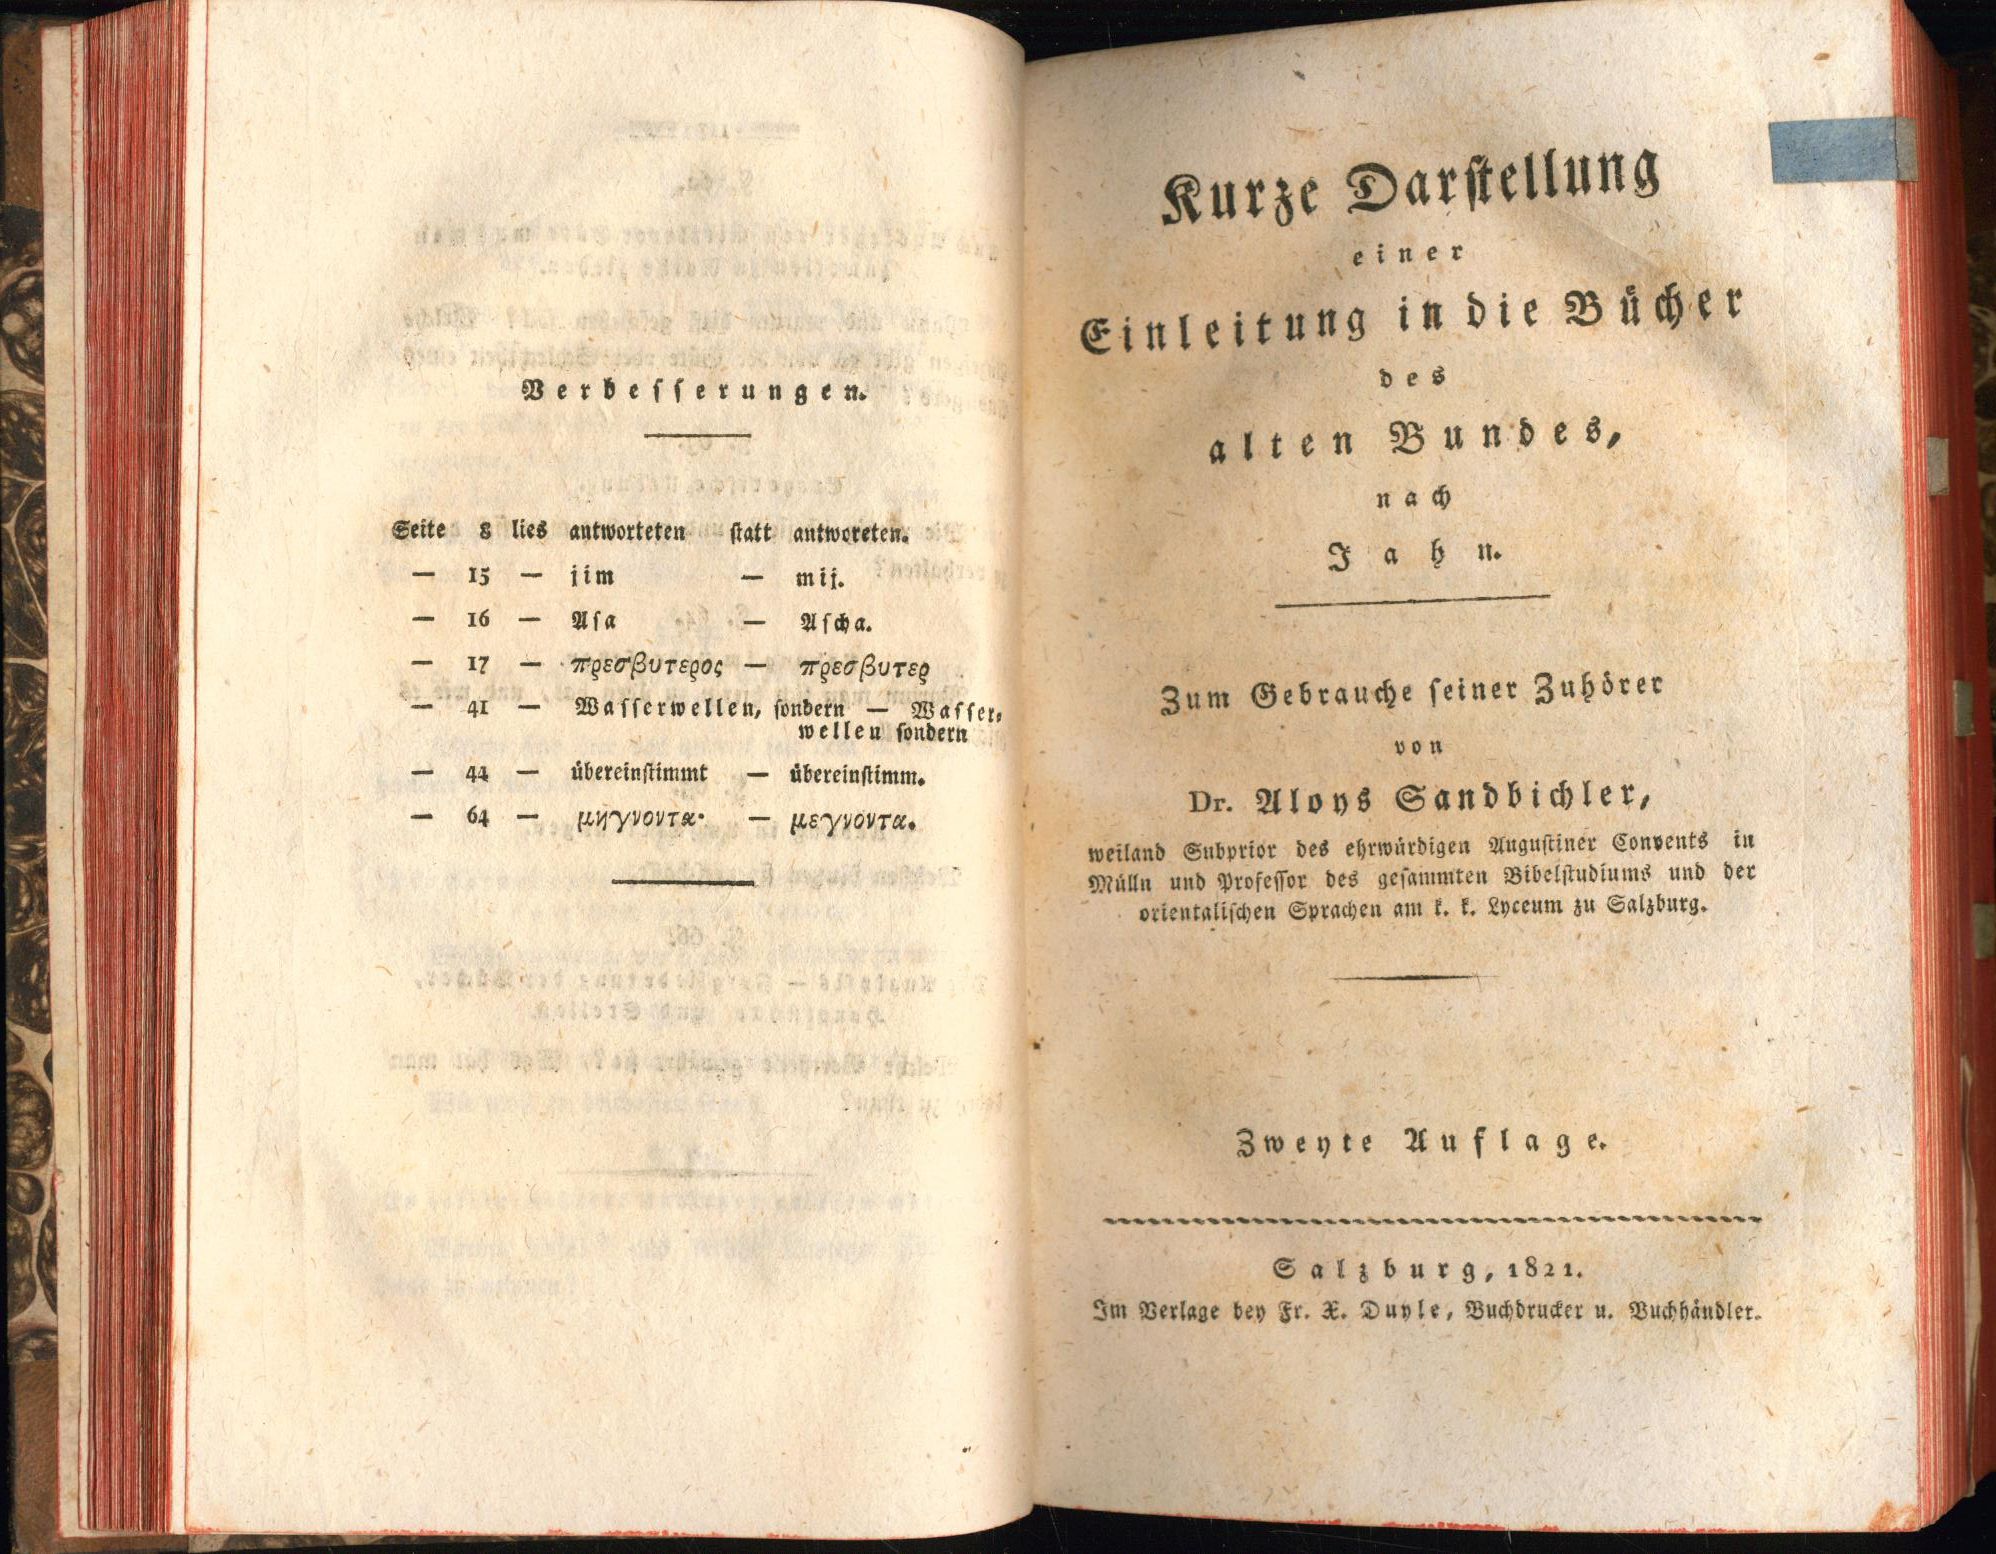 Verbesserungen.
Seite 8 lies antworteten statt antworeten.
— 15 — jim — mij.
— 16 — Asa — Ascha.
— 17 — πρεσβυτερος — πρεσβυτερ
— 41 — Wasserwellen, sondern — Wasser-
wellen sondern
— 44 — übereinstimmt — übereinstimm.
— 64 — μηγνοντα· — μεγνοντα.
Kurze Darstellung
einer
Einleitung in die Bücher
des
alten Bundes,
nach
Jahn.
Zum Gebrauche seiner Zuhörer
von
Dr. Aloys Sandbichler,
weiland Subprior des ehrwürdigen Augustiner Convents in
Mülln und Professor des gesammten Bibelstudiums und der
orientalischen Sprachen am k. k. Lyceum zu Salzburg.
Zweyte Auflage.
Salzburg, 1821.
Im Verlage bey Fr. X. Duyle, Buchdrucker u. Buchhändler.